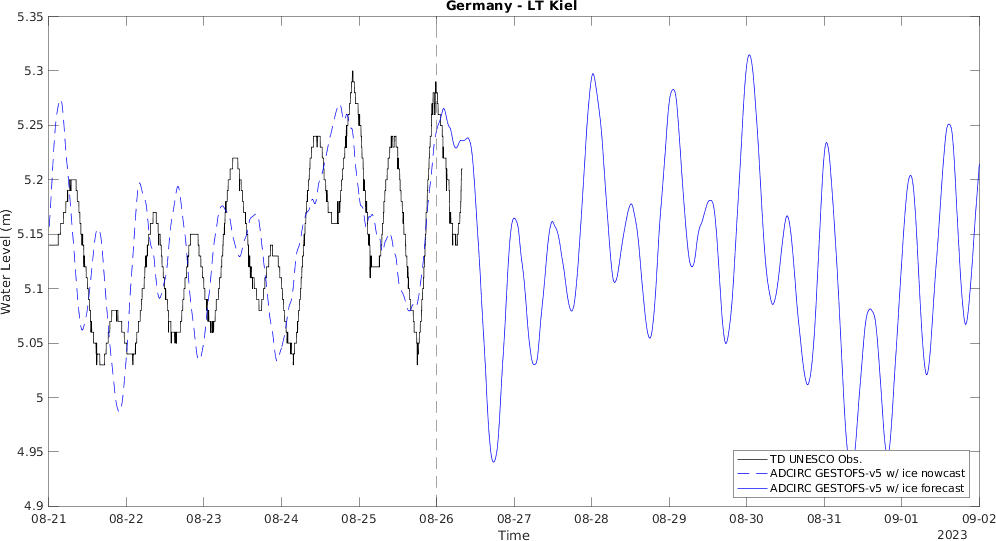 Germany - LT Kiel
5.35
5.3
5.25
5.2
5.15
5.1
5.05
5
4.95
4.9
Water Level (m)
TD UNESCO Obs.
ADCIRC GESTOFS-v5 w/ ice nowcast
ADCIRC GESTOFS-v5 w/ ice forecast
08-21 08-22 08-23 08-24 08-25 08-26 08-27 08-28 08-29 08-30 08-31 09-01 09-02
Time
2023